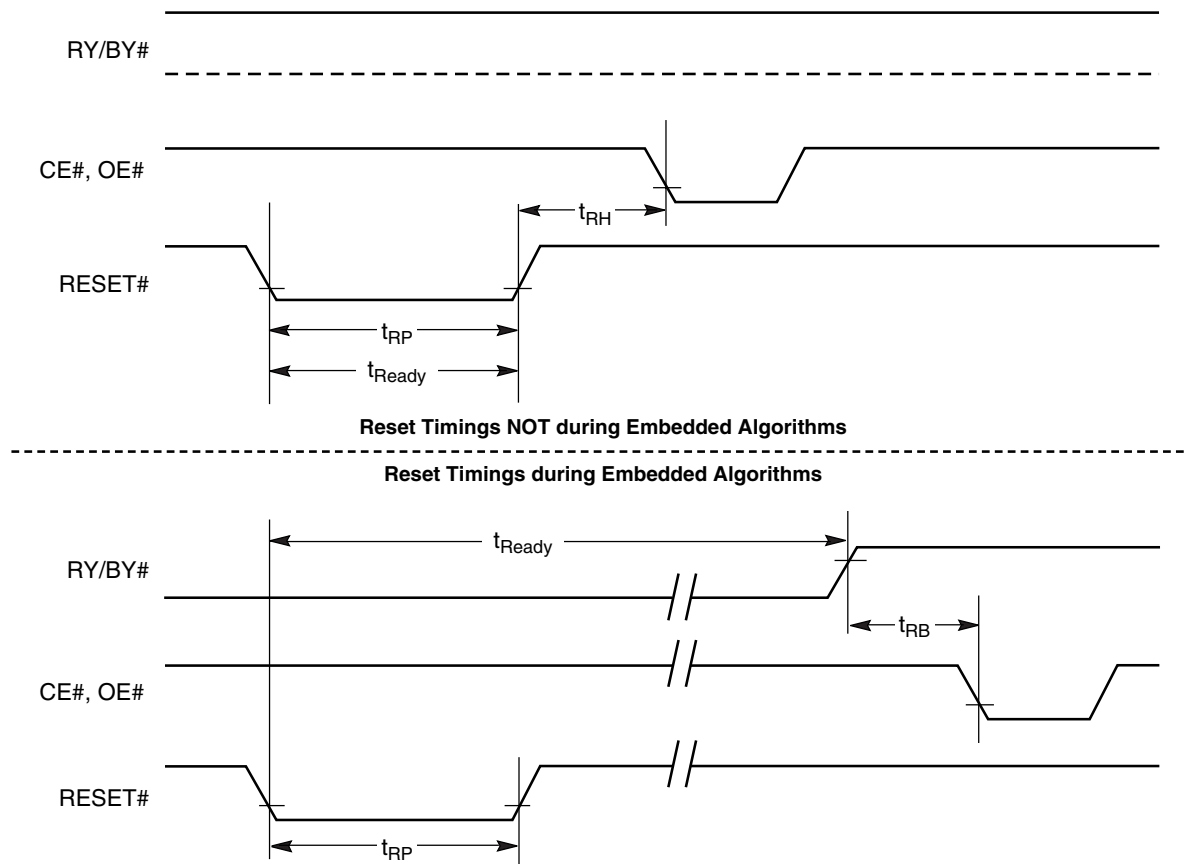 RY/BY#
CE#, OE#
tRH
RESET#
tRP
tReady
Reset Timings NOT during Embedded Algorithms
Reset Timings during Embedded Algorithms
tReady
RY/BY#
tRB
CE#, OE#
RESET#
tRP